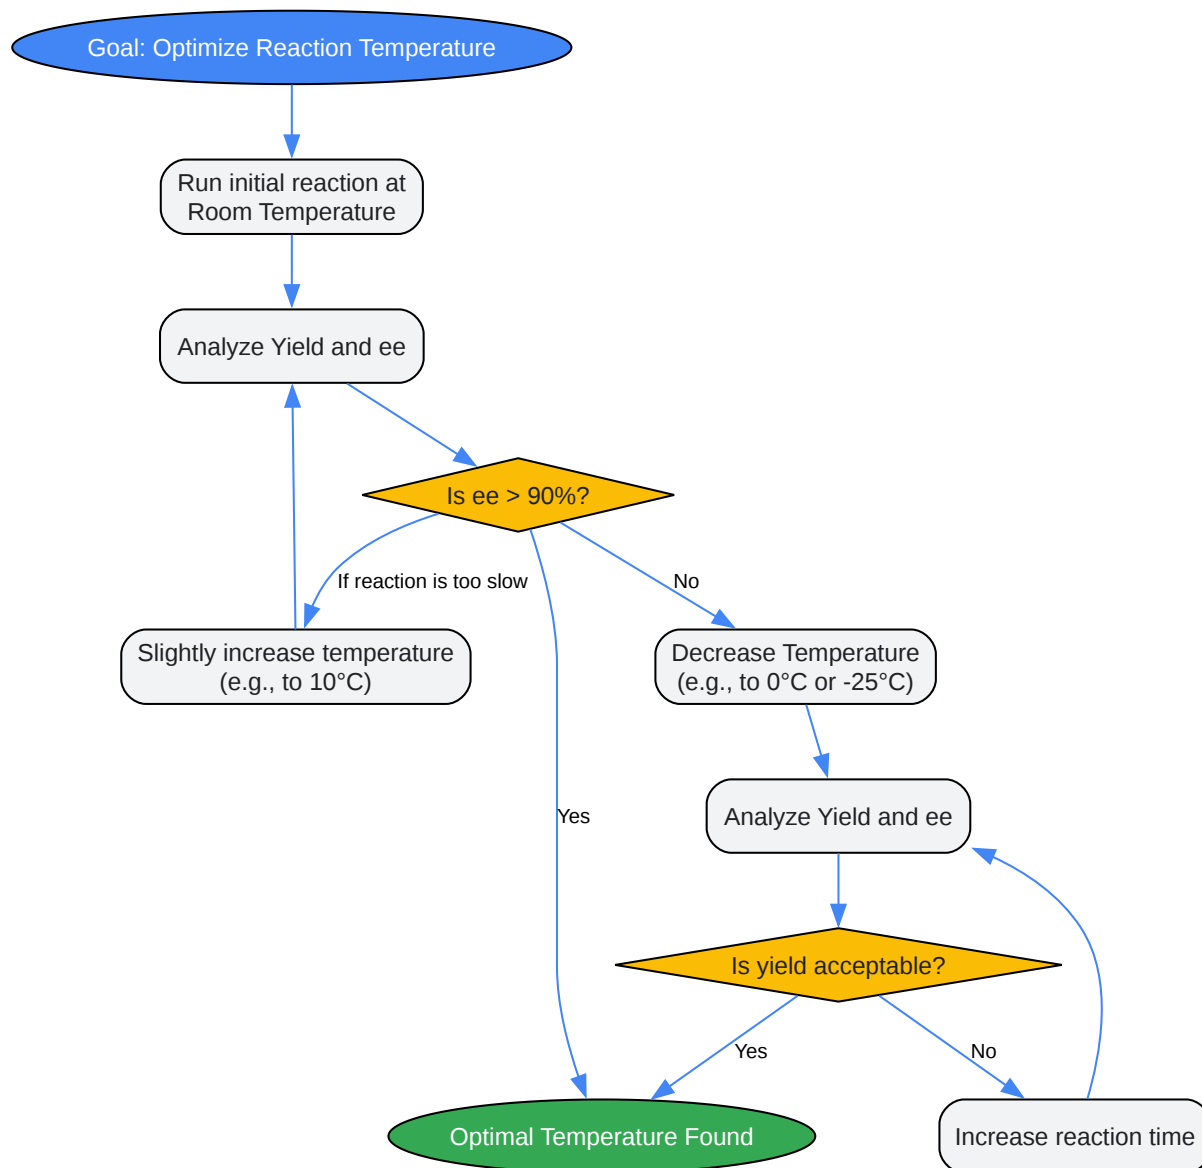 Goal: Optimize Reaction Temperature
Run initial reaction at
Room Temperature
Analyze Yield and ee
Is ee > 90%?
If reaction is too slow
No
Slightly increase temperature
(e.g., to 10°C)
Decrease Temperature
(e.g., to 0°C or -25°C)
Yes
Analyze Yield and ee
Is yield acceptable?
Yes
No
Optimal Temperature Found
Increase reaction time